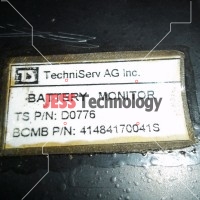 TechniServ AG Inc.
BATTERY MONITOR
JESS Technology
TS P/N: D0776
BCMB P/N: 41484170041S